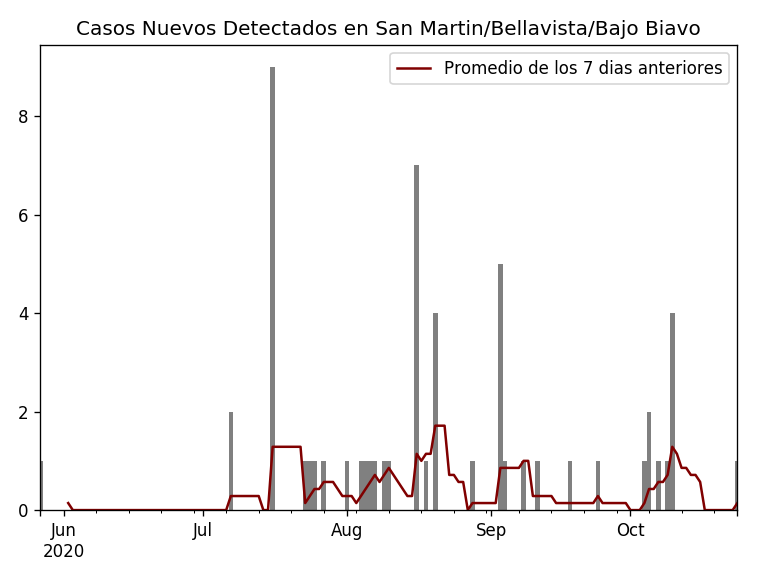 Casos Nuevos Detectados en San Martin/Bellavista/Bajo Biavo
Promedio de los 7 dias anteriores
8
6
4
2
0
Jun Jul Aug Sep Oct
2020